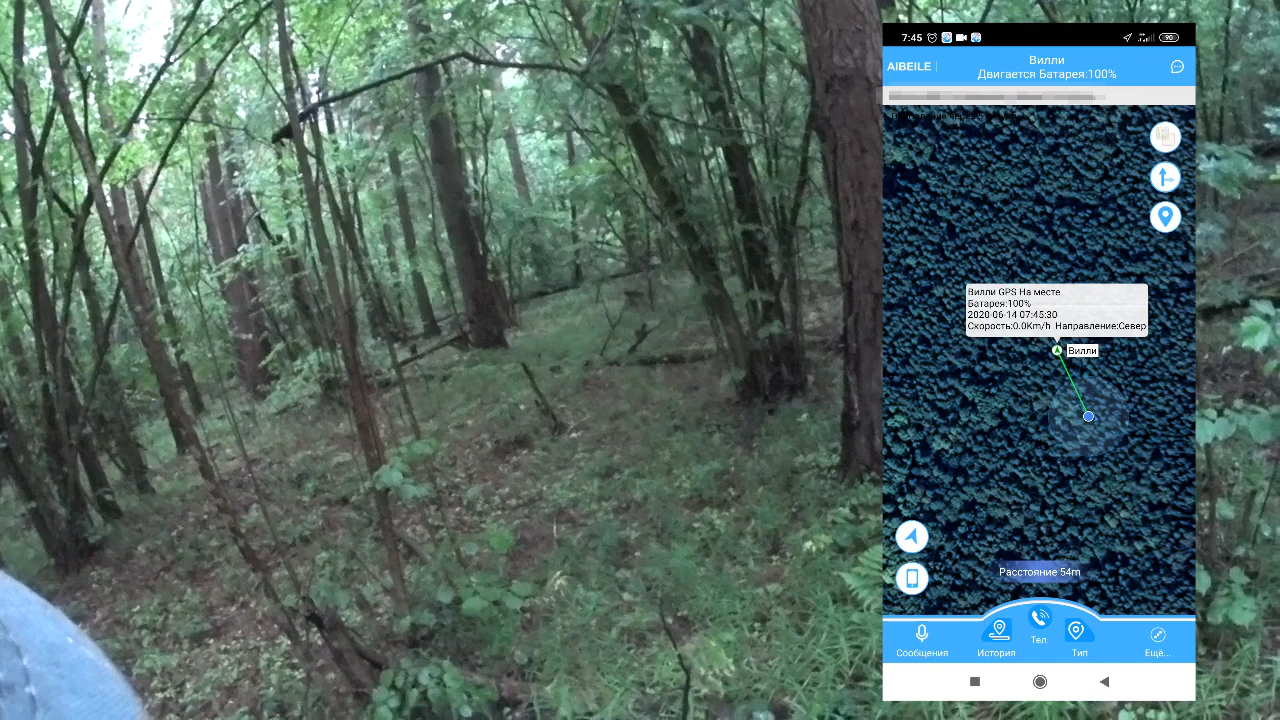 7:45
90
AIBEILE
Вилли
Двигается Батарея:100%
Вилли GPS На месте
Батарея:100%
2020-06-14 07:45:30
Скорость:0.0Km/h Направление:Север
Вилли
Расстояние 54m
Сообщения
История
Тел.
Тип
Ещё...